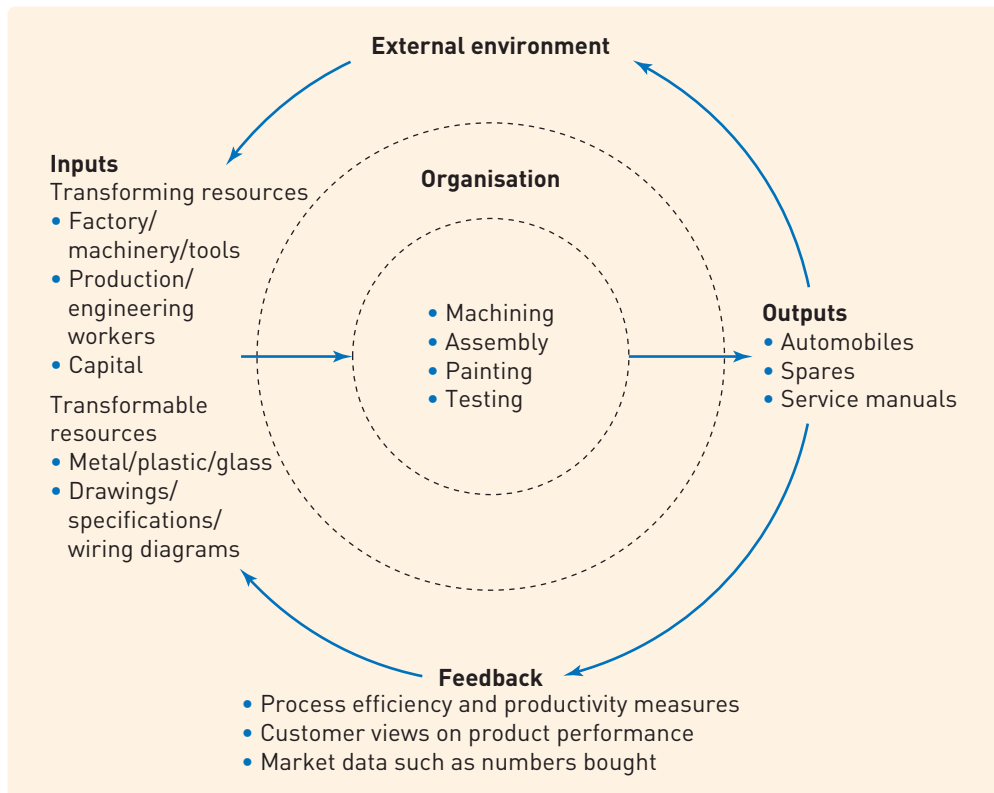 External environment
Inputs
Transforming resources
• Factory/
machinery/tools
• Production/
engineering
workers
• Capital
Transformable
resources
• Metal/plastic/glass
• Drawings/
specifications/
wiring diagrams
Organisation
• Machining
• Assembly
• Painting
• Testing
Outputs
• Automobiles
• Spares
• Service manuals
Feedback
• Process efficiency and productivity measures
• Customer views on product performance
• Market data such as numbers bought